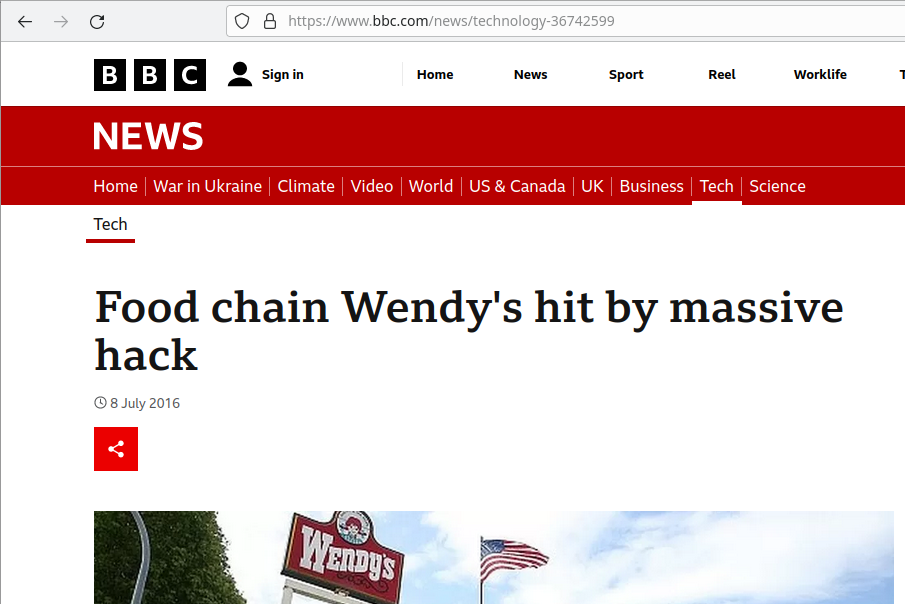 https://www.bbc.com/news/technology-36742599
BBC Sign in Home News Sport Reel Worklife
NEWS
Home War in Ukraine Climate Video World US & Canada UK Business Tech Science
Tech
Food chain Wendy's hit by massive
hack
8 July 2016
WENDY'S